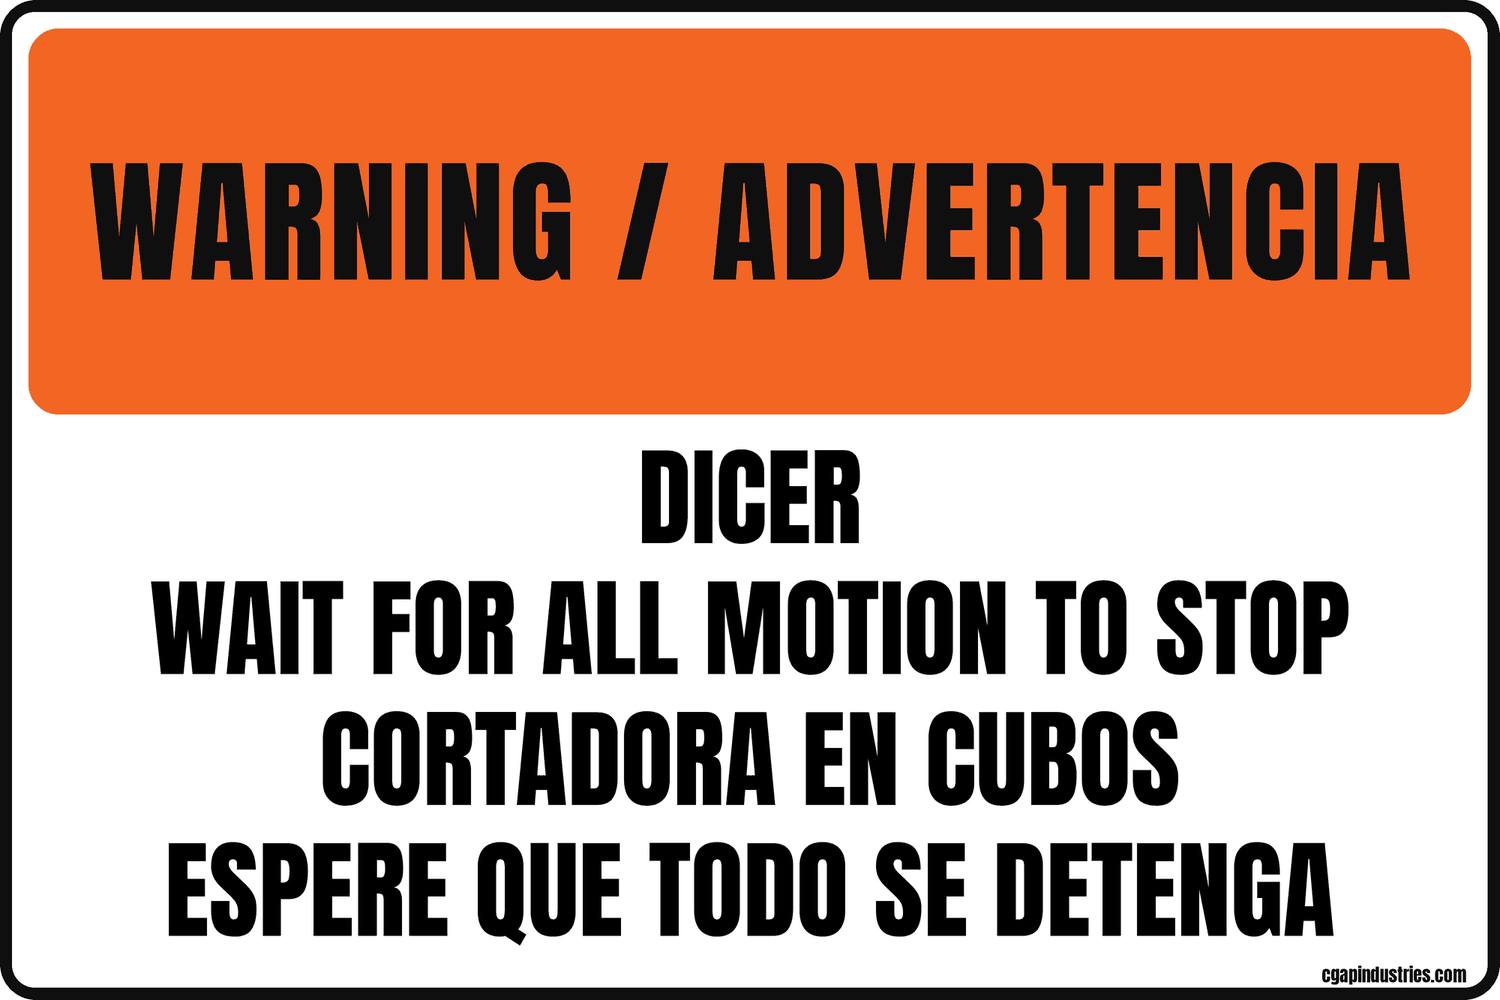 WARNING / ADVERTENCIA
DICER
WAIT FOR ALL MOTION TO STOP
CORTADORA EN CUBOS
ESPERE QUE TODO SE DETENGA
cgapindustries.com